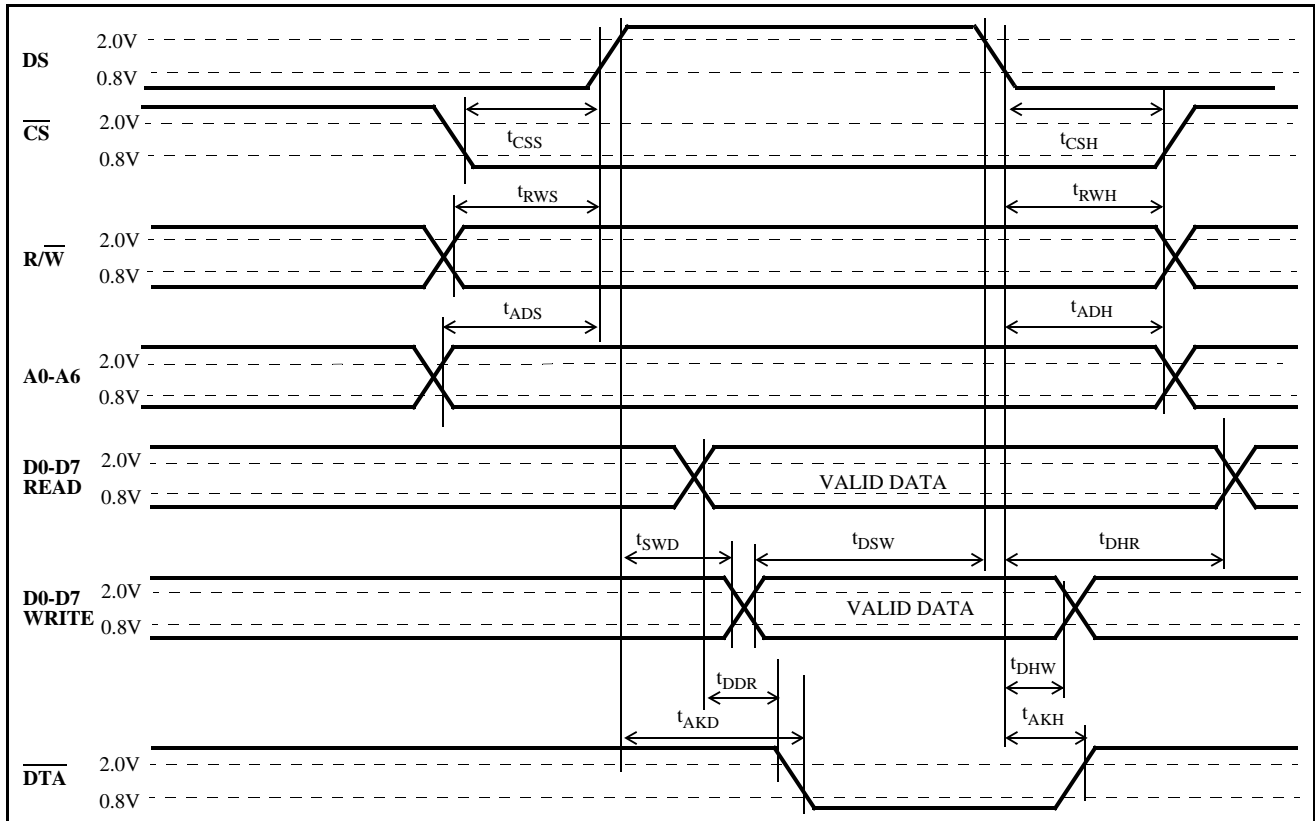 DS
2.0V
0.8V
CS
2.0V
0.8V
tCSS
tCSH
tRWS
tRWH
R/W
2.0V
0.8V
tADS
tADH
A0-A6
2.0V
0.8V
D0-D7
READ
2.0V
0.8V
VALID DATA
tSWD
tDSW
tDHR
D0-D7
WRITE
2.0V
0.8V
VALID DATA
tDDR
tDHW
tAKD
tAKH
DTA
2.0V
0.8V